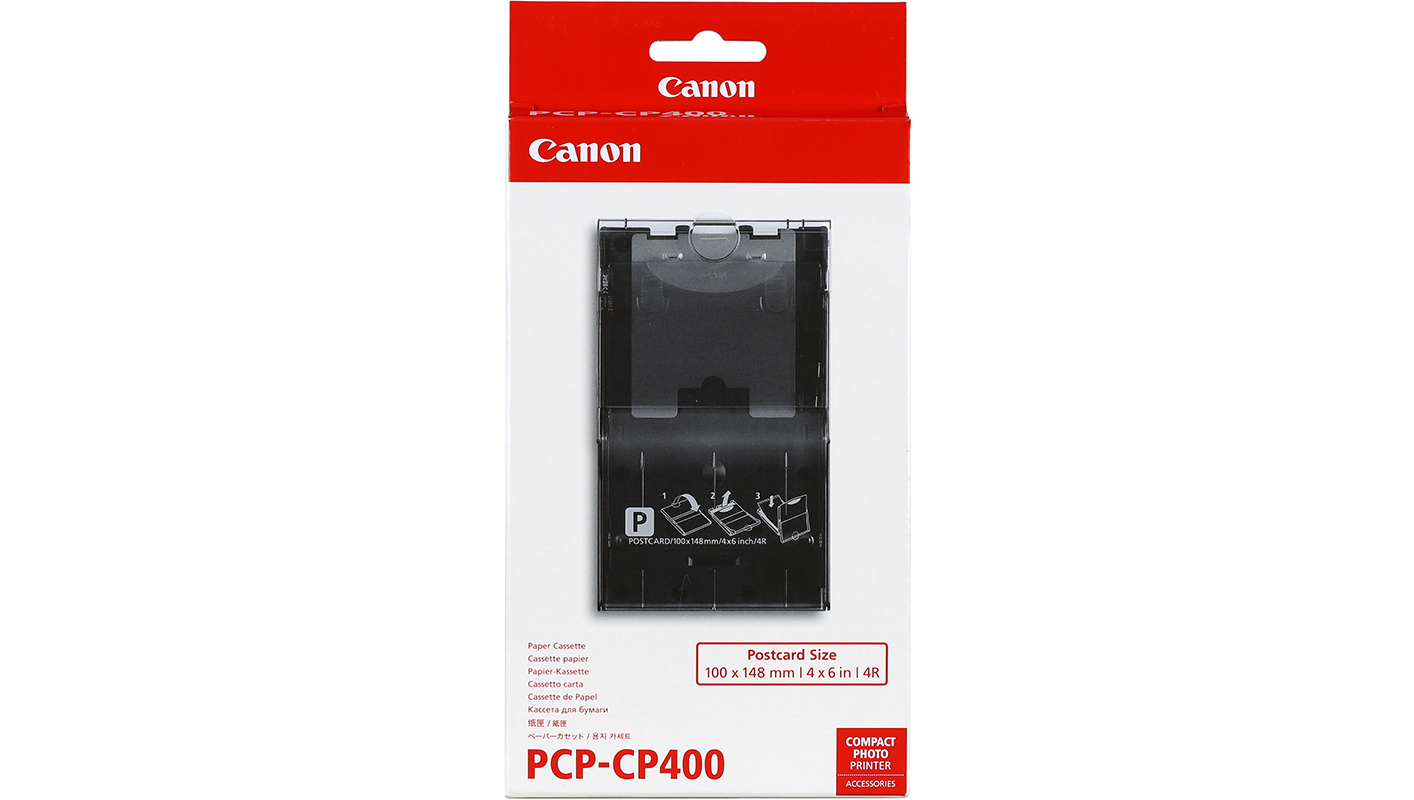 Canon
PCP-CP400
Canon
1 2 3
P
POSTCARD/100x148mm/4x6 inch/4R
Paper Cassette
Cassette papier
Papier-Kassette
Cassetto carta
Cassette de Papel
Кассета для бумаги
纸匣 / 紙匣
ペーパーカセット / 용지 카세트
PCP-CP400
Postcard Size
100 x 148 mm | 4 x 6 in | 4R
COMPACT
PHOTO
PRINTER
ACCESSORIES